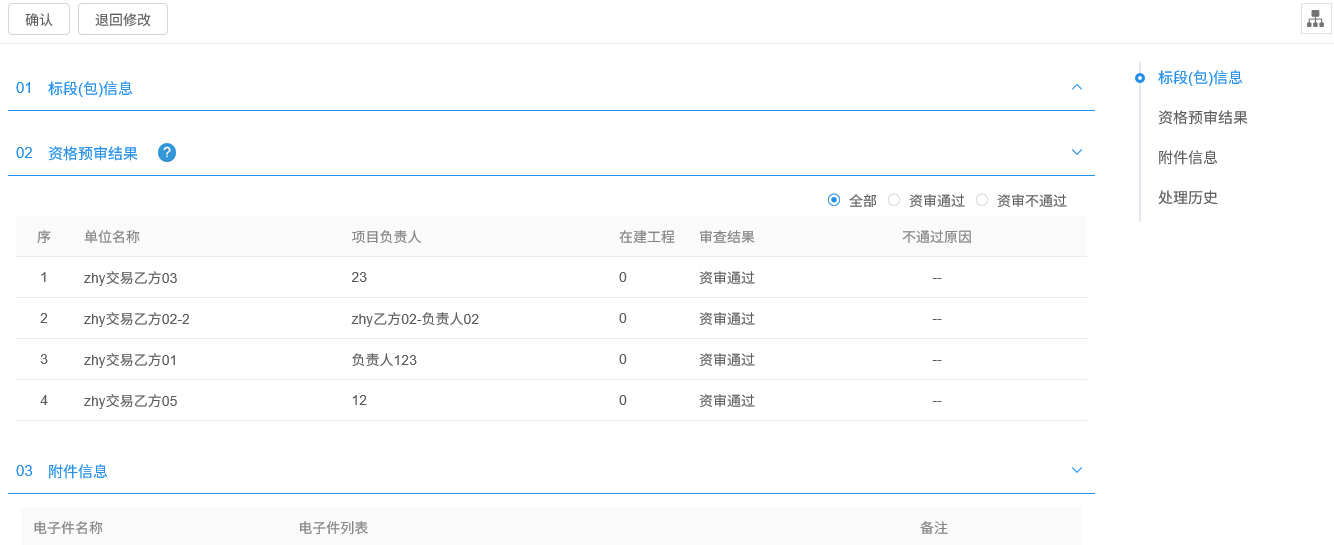 确认 退回修改
01 标段(包)信息
02 资格预审结果 ?
全部 资审通过 资审不通过
序 单位名称 项目负责人 在建工程 审查结果 不通过原因
1 zhy交易乙方03 23 0 资审通过 --
2 zhy交易乙方02-2 zhy乙方02-负责人02 0 资审通过 --
3 zhy交易乙方01 负责人123 0 资审通过 --
4 zhy交易乙方05 12 0 资审通过 --
03 附件信息
电子件名称 电子件列表 备注
标段(包)信息
资格预审结果
附件信息
处理历史